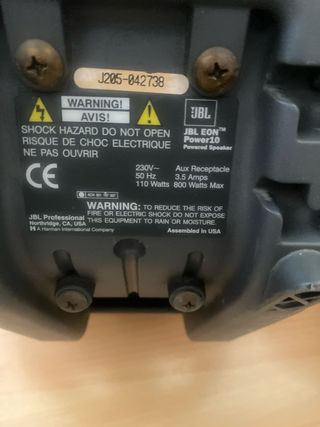 J205-042738
WARNING!
AVIS!
SHOCK HAZARD DO NOT OPEN
RISQUE DE CHOC ELECTRIQUE
NE PAS OUVRIR
JBL
JBL EON™
Power10
Powered Speaker
CE
230V~
50 Hz
110 Watts
Aux Receptacle
3.5 Amps
800 Watts Max
WARNING: TO REDUCE THE RISK OF
FIRE OR ELECTRIC SHOCK DO NOT EXPOSE
THIS EQUIPMENT TO RAIN OR MOISTURE.
JBL Professional
Northridge, CA, USA
H A Harman International Company
Assembled In USA